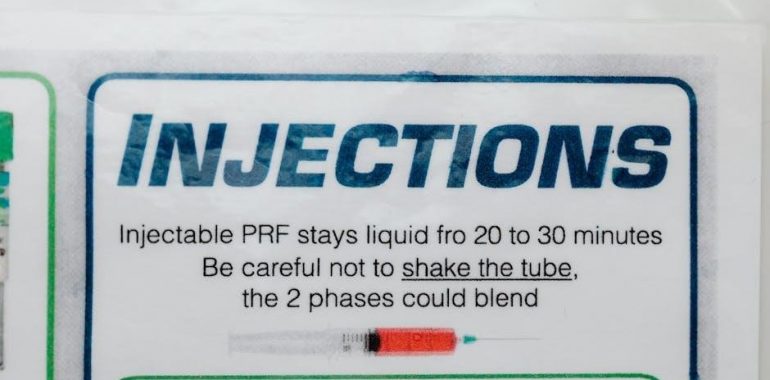 INJECTIONS
Injectable PRF stays liquid fro 20 to 30 minutes
Be careful not to shake the tube,
the 2 phases could blend